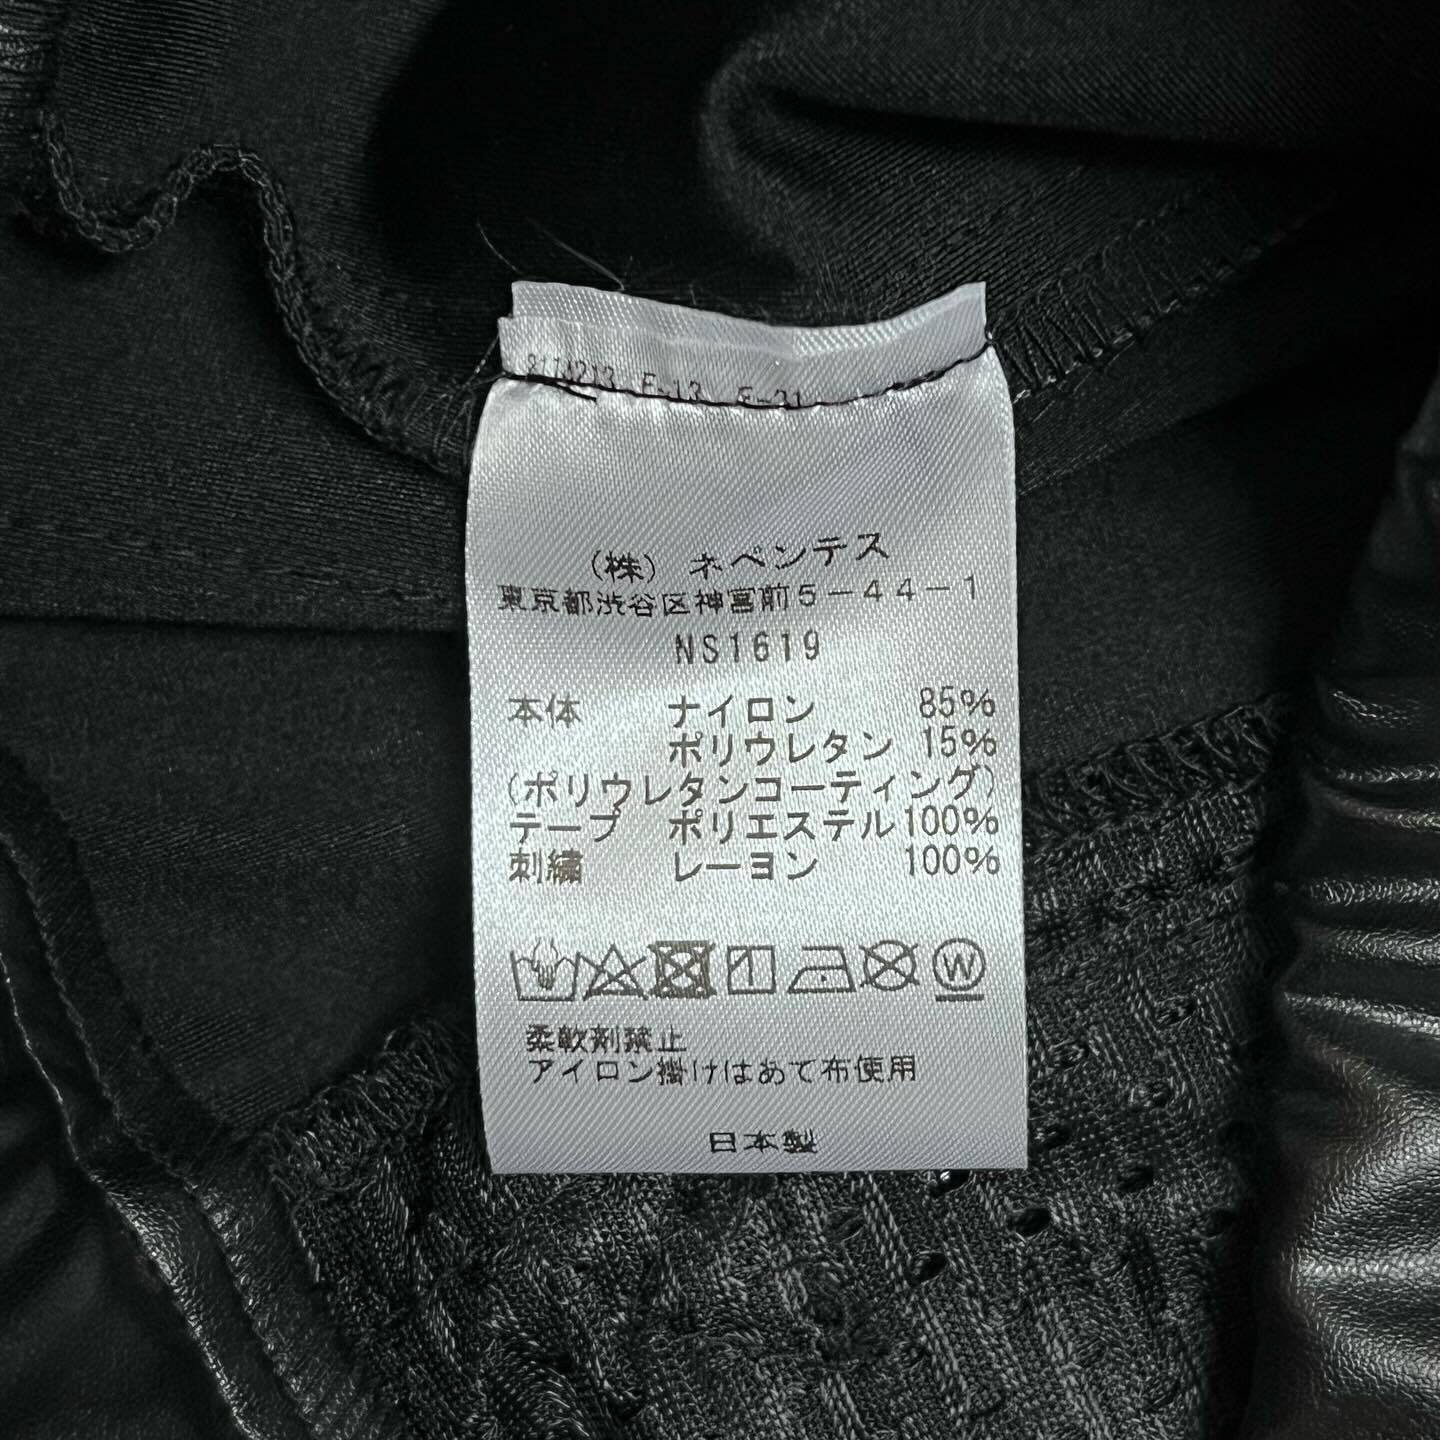 (株) ネペンテス
東京都渋谷区神宮前5-44-1
NS1619
本体 ナイロン 85%
ポリウレタン 15%
(ポリウレタンコーティング)
テープ ポリエステル 100%
刺繍 レーヨン 100%
W
柔軟剤禁止
アイロン掛けはあて布使用
日本製